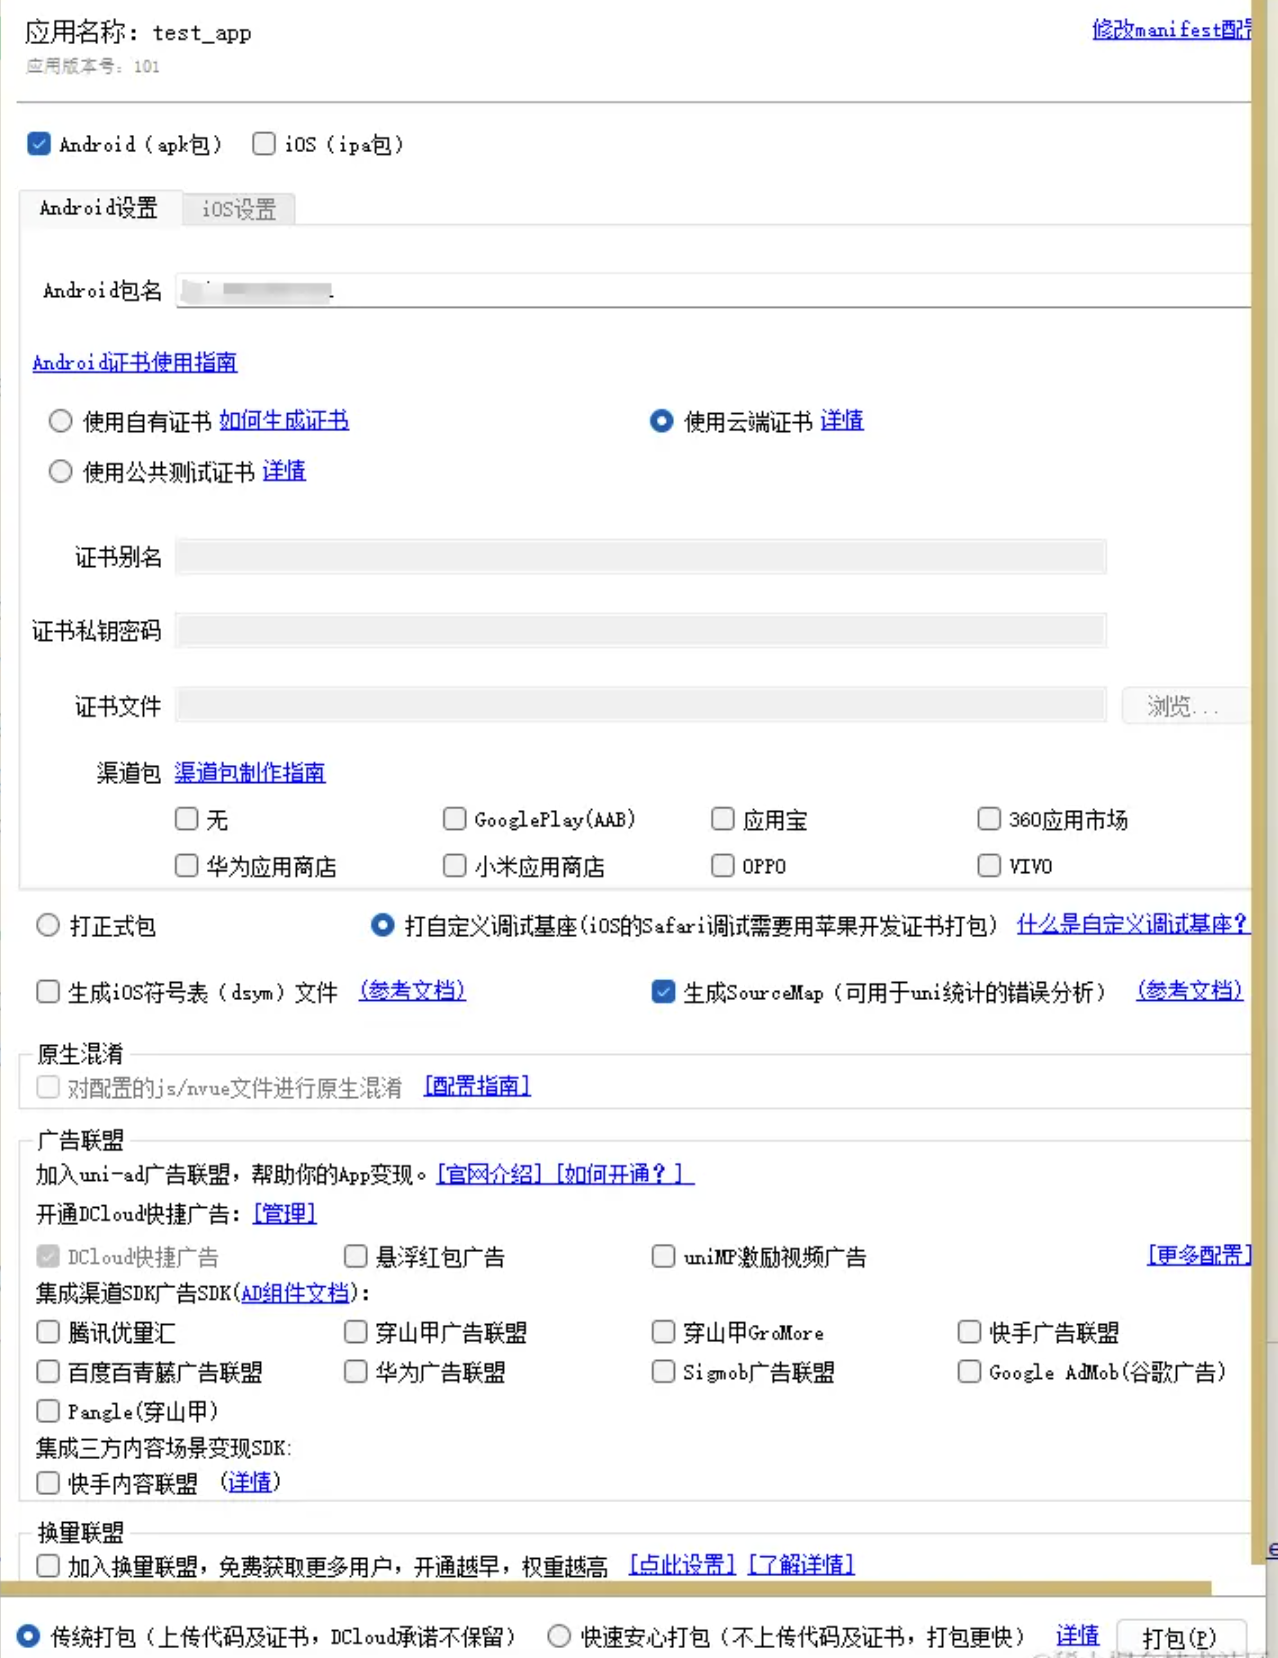 应用名称：test_app
修改manifest配
应用版本号：101
Android（apk包） iOS（ipa包）
Android设置 iOS设置
Android包名
Android证书使用指南
使用自有证书 如何生成证书 使用云端证书 详情
使用公共测试证书 详情
证书别名
证书私钥密码
证书文件 浏览...
渠道包 渠道包制作指南
无 GooglePlay(AAB) 应用宝 360应用市场
华为应用商店 小米应用商店 OPPO VIVO
打正式包 打自定义调试基座(iOS的Safari调试需要用苹果开发证书打包) 什么是自定义调试基座？
生成iOS符号表（dsym）文件 (参考文档) 生成SourceMap（可用于uni统计的错误分析） (参考文档)
原生混淆
对配置的js/nvue文件进行原生混淆 [配置指南]
广告联盟
加入uni-ad广告联盟，帮助你的App变现。[官网介绍] [如何开通？]
开通DCloud快捷广告：[管理]
DCloud快捷广告 悬浮红包广告 uniMP激励视频广告 [更多配置]
集成渠道SDK广告SDK(AD组件文档)：
腾讯优量汇 穿山甲广告联盟 穿山甲GroMore 快手广告联盟
百度百青藤广告联盟 华为广告联盟 Sigmob广告联盟 Google AdMob(谷歌广告)
Pangle(穿山甲)
集成三方内容场景变现SDK:
快手内容联盟 (详情)
换量联盟
加入换量联盟，免费获取更多用户，开通越早，权重越高 [点此设置] [了解详情]
传统打包（上传代码及证书，DCloud承诺不保留） 快速安心打包（不上传代码及证书，打包更快） 详情 打包(P)